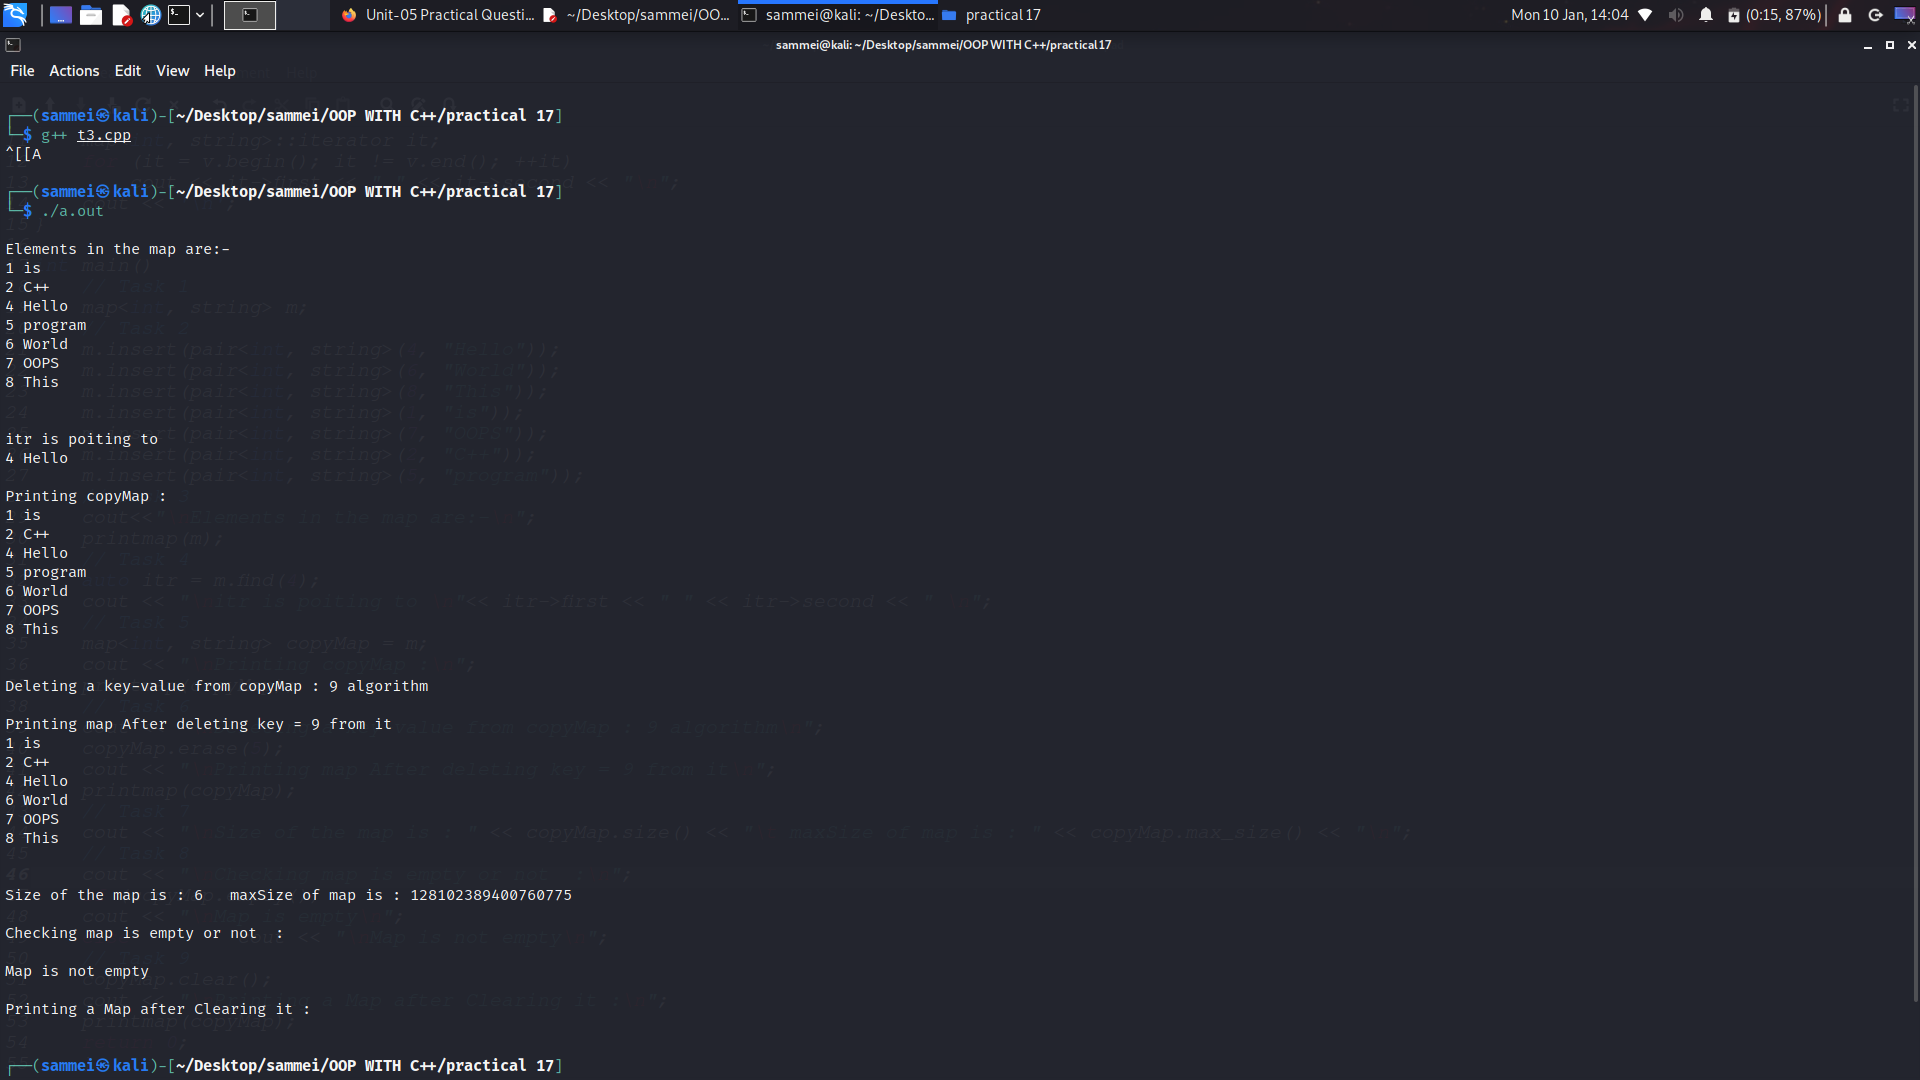 Unit-05 Practical Questi...
~/Desktop/sammei/OO...
sammei@kali: ~/Deskto...
practical 17
Mon 10 Jan, 14:04
(0:15, 87%)
sammei@kali: ~/Desktop/sammei/OOP WITH C++/practical 17
File Actions Edit View Help
┌──(sammei㉿kali)-[~/Desktop/sammei/OOP WITH C++/practical 17]
└─$ g++ t3.cpp
^[[A
┌──(sammei㉿kali)-[~/Desktop/sammei/OOP WITH C++/practical 17]
└─$ ./a.out
Elements in the map are:-
1 is
2 C++
4 Hello
5 program
6 World
7 OOPS
8 This
itr is poiting to
4 Hello
Printing copyMap :
1 is
2 C++
4 Hello
5 program
6 World
7 OOPS
8 This
Deleting a key-value from copyMap : 9 algorithm
Printing map After deleting key = 9 from it
1 is
2 C++
4 Hello
6 World
7 OOPS
8 This
Size of the map is : 6 maxSize of map is : 128102389400760775
Checking map is empty or not :
Map is not empty
Printing a Map after Clearing it :
┌──(sammei㉿kali)-[~/Desktop/sammei/OOP WITH C++/practical 17]